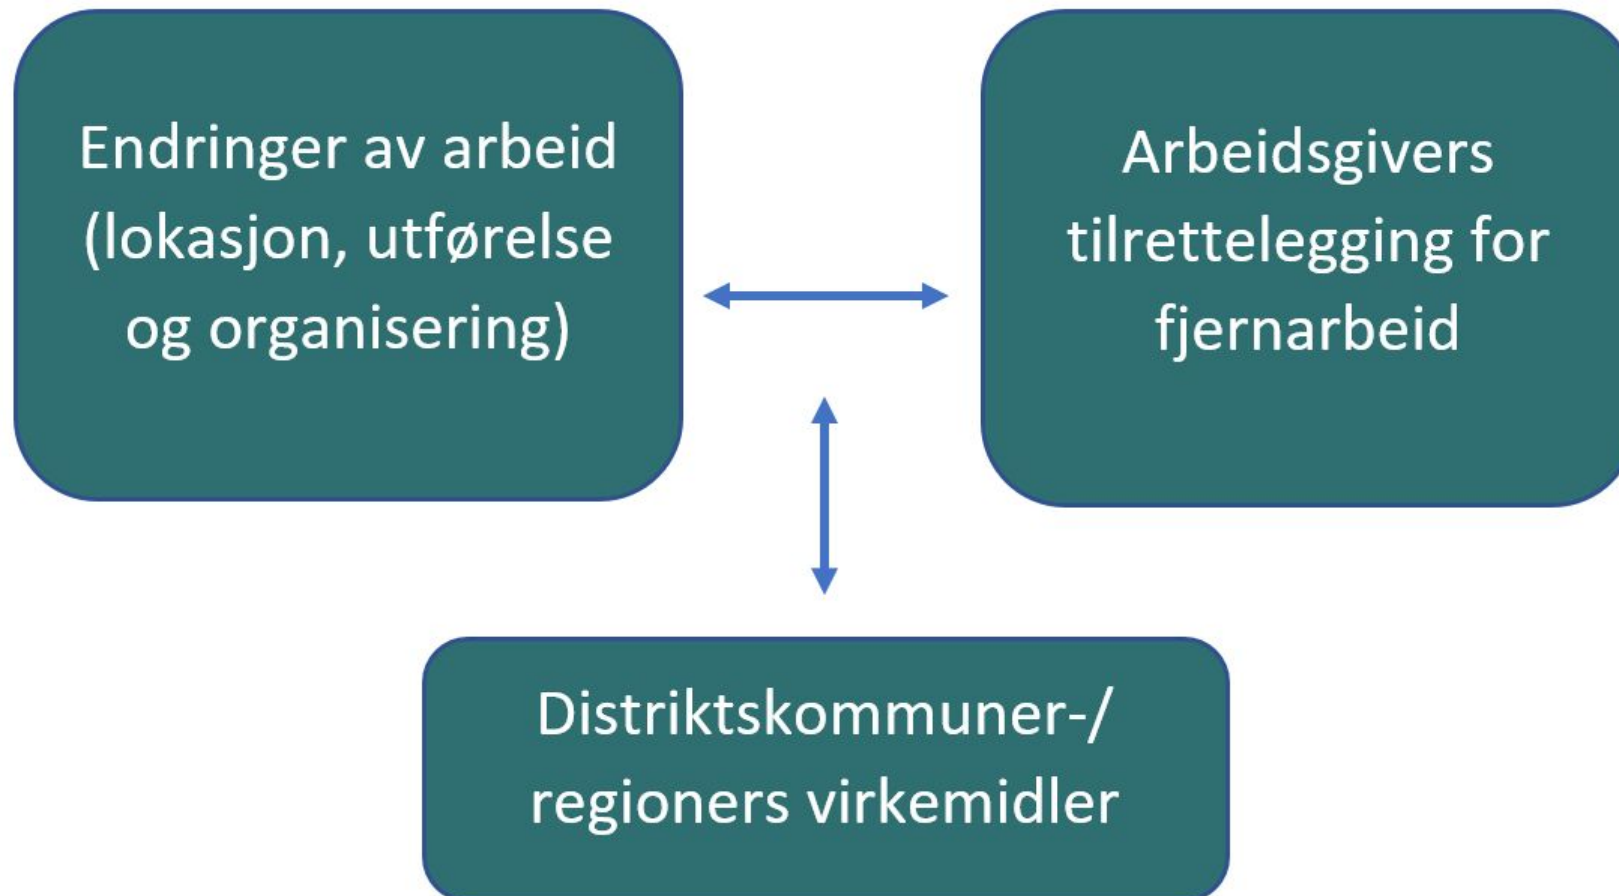 Endringer av arbeid
(lokasjon, utførelse
og organisering)
Arbeidsgivers
tilrettelegging for
fjernarbeid
Distriktskommuner-/
regioners virkemidler